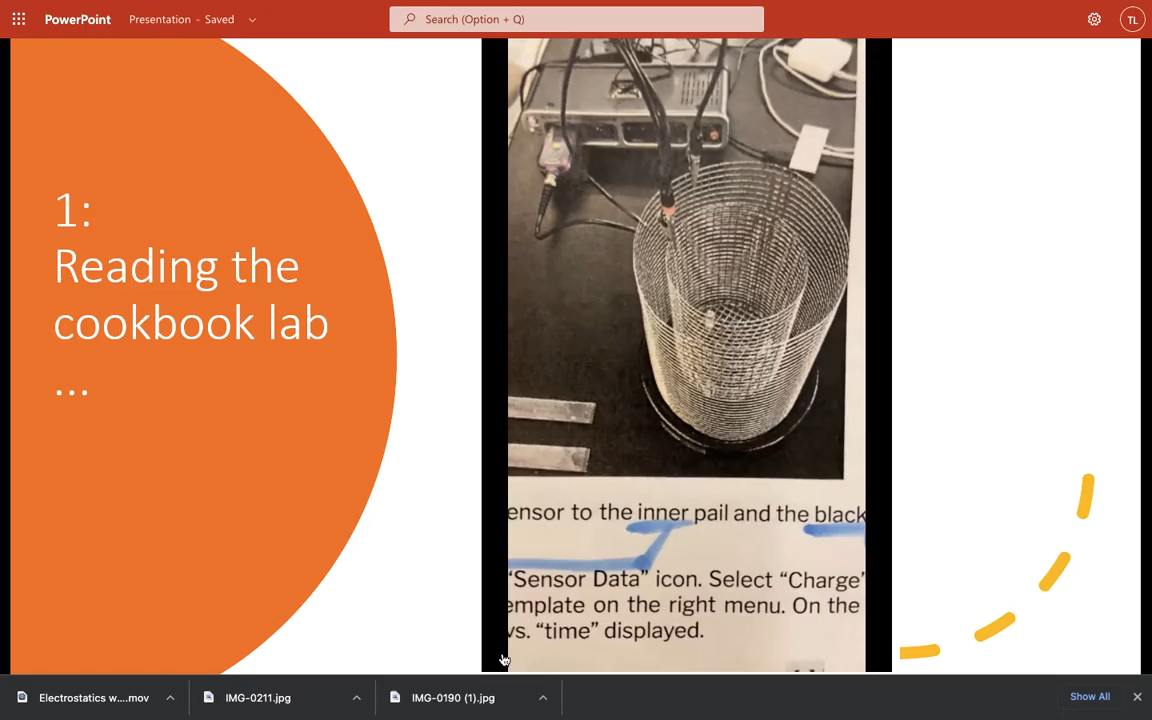 PowerPoint
Presentation - Saved
Search (Option + Q)
TL
1:
Reading the
cookbook lab
...
ensor to the inner pail and the black
"Sensor Data" icon. Select "Charge"
emplate on the right menu. On the
vs. "time" displayed.
Electrostatics w....mov
IMG-0211.jpg
IMG-0190 (1).jpg
Show All